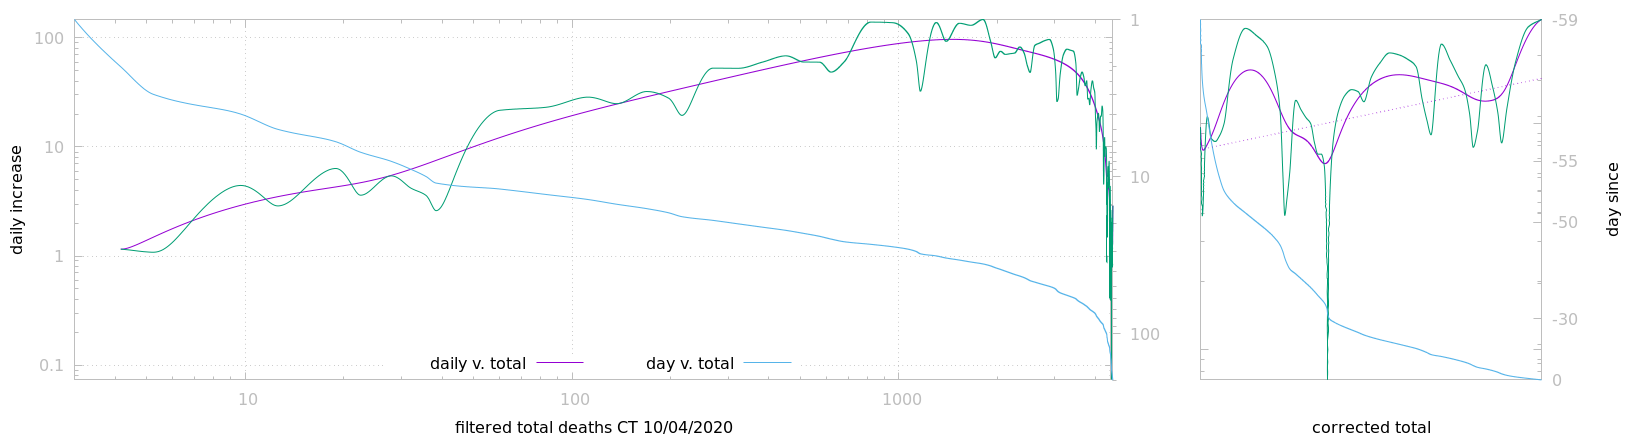 100
10
1
0.1
daily increase
10
100
1000
1
10
100
daily v. total
day v. total
filtered total deaths CT 10/04/2020
-59
-55
-50
-30
0
day since
corrected total